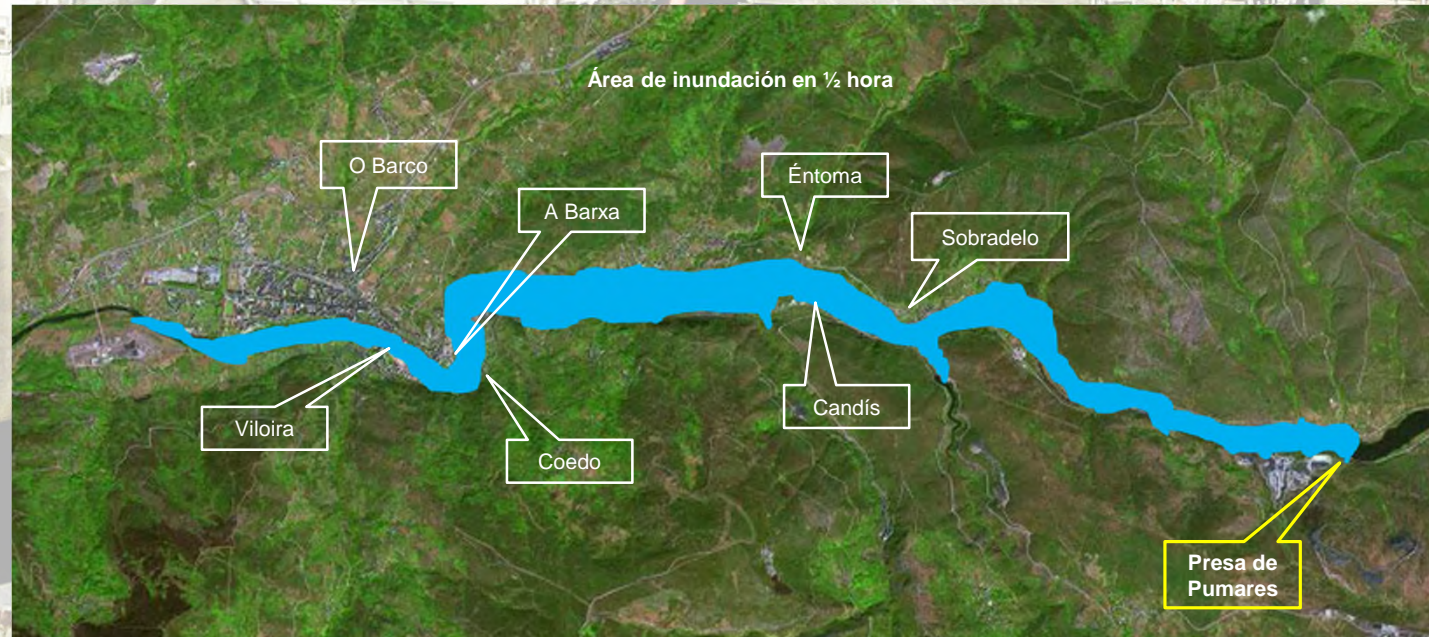 Área de inundación en ½ hora
O Barco
Éntoma
A Barxa
Sobradelo
Candís
Viloira
Coedo
Presa de
Pumares